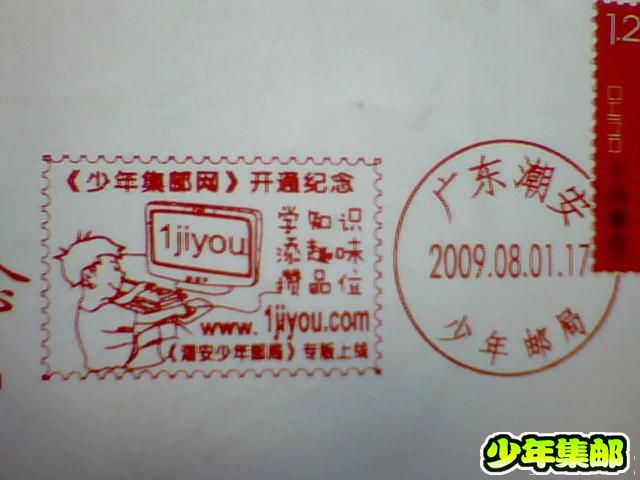 《少年集邮网》开通纪念
1jiyou
学知识
添趣味
攒品位
www.1jiyou.com
《潮安少年邮局》专版上线
广东潮安
2009.08.01.17
少年邮局
1.2
少年集邮